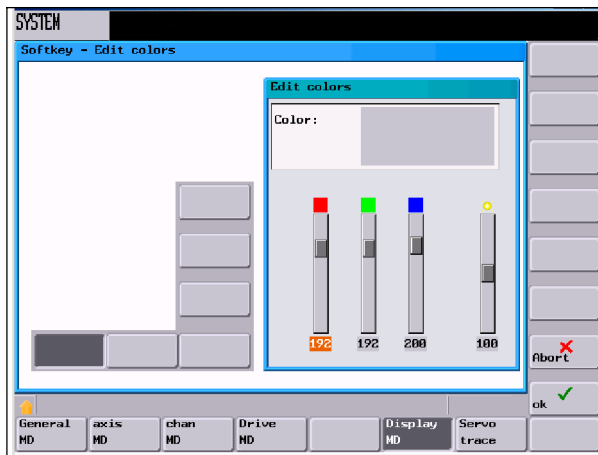 SYSTEM
Softkey - Edit colors
Edit colors
Color:
192 192 200 100
Abort
ok
General axis chan Drive Display Servo
MD MD MD MD MD trace